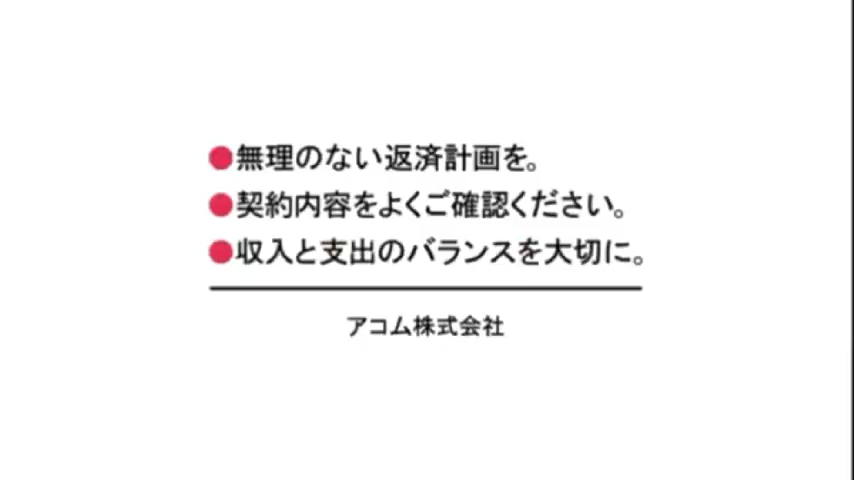 ●無理のない返済計画を。
●契約内容をよくご確認ください。
●収入と支出のバランスを大切に。
アコム株式会社